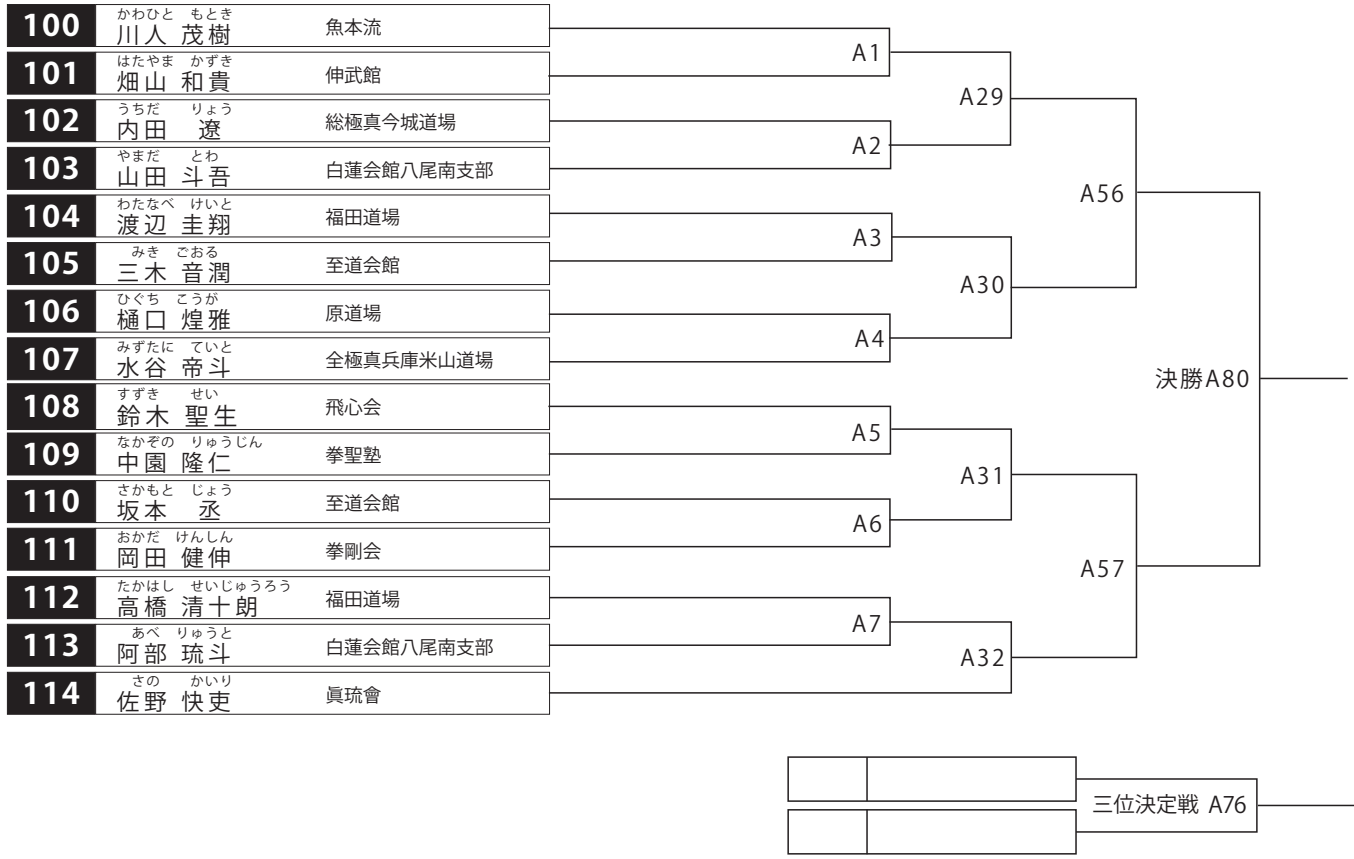 かわひと もとき
100 川人 茂樹 魚本流
はたやま かずき
101 畑山 和貴 伸武館
うちだ りょう
102 内田 遼 総極真今城道場
やまだ とわ
103 山田 斗吾 白蓮会館八尾南支部
わたなべ けいと
104 渡辺 圭翔 福田道場
みき ごおる
105 三木 音潤 至道会館
ひぐち こうが
106 樋口 煌雅 原道場
みずたに ていと
107 水谷 帝斗 全極真兵庫米山道場
すずき せい
108 鈴木 聖生 飛心会
なかぞの りゅうじん
109 中園 隆仁 拳聖塾
さかもと じょう
110 坂本 丞 至道会館
おかだ けんしん
111 岡田 健伸 拳剛会
たかはし せいじゅうろう
112 高橋 清十朗 福田道場
あべ りゅうと
113 阿部 琉斗 白蓮会館八尾南支部
さの かいり
114 佐野 快吏 眞琉會
A1
A2
A3
A4
A5
A6
A7
A29
A30
A31
A32
A56
A57
決勝A80
三位決定戦 A76